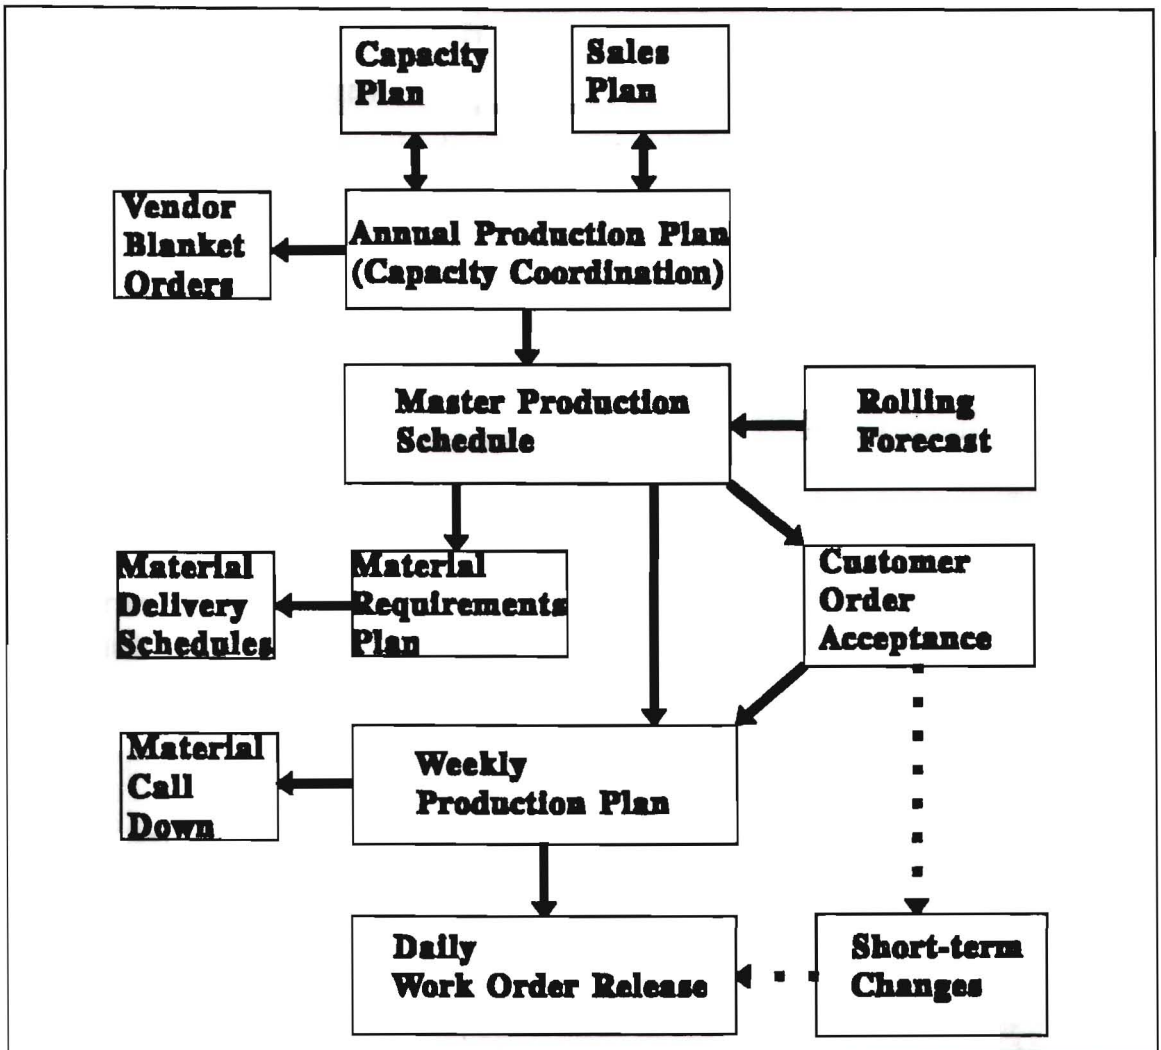 Capacity
Plan
Sales
Plan
Vendor
Blanket
Orders
Annual Production Plan
(Capacity Coordination)
Master Production
Schedule
Rolling
Forecast
Material
Delivery
Schedules
Material
Requirements
Plan
Customer
Order
Acceptance
Material
Call
Down
Weekly
Production Plan
Daily
Work Order Release
Short-term
Changes